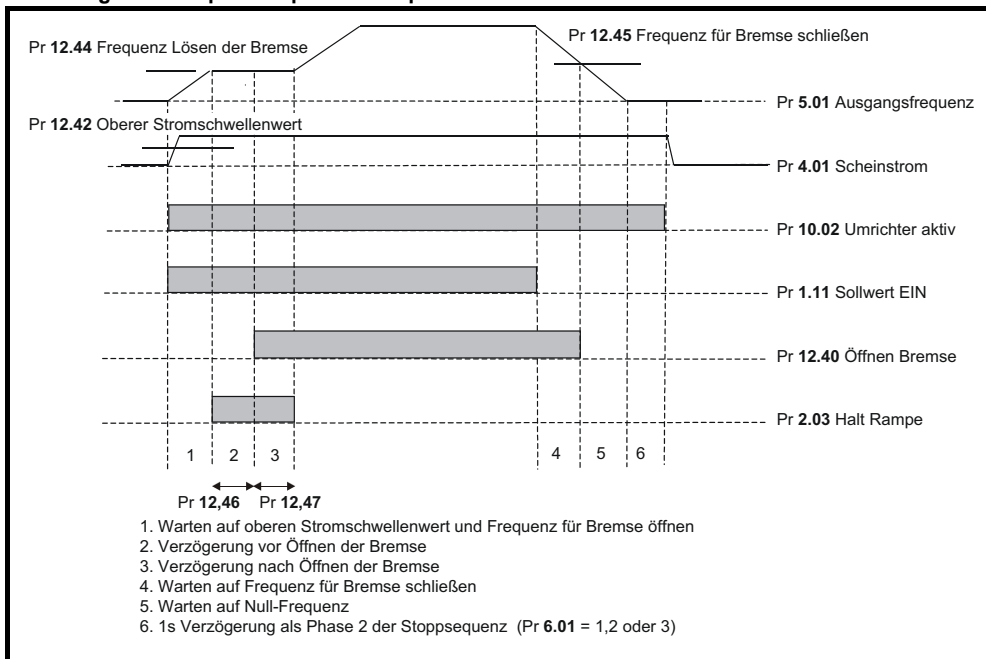 Pr 12.44 Frequenz Lösen der Bremse
Pr 12.45 Frequenz für Bremse schließen
Pr 5.01 Ausgangsfrequenz
Pr 12.42 Oberer Stromschwellenwert
Pr 4.01 Scheinstrom
Pr 10.02 Umrichter aktiv
Pr 1.11 Sollwert EIN
Pr 12.40 Öffnen Bremse
Pr 2.03 Halt Rampe
1 2 3 4 5 6
Pr 12,46 Pr 12,47
1. Warten auf oberen Stromschwellenwert und Frequenz für Bremse öffnen
2. Verzögerung vor Öffnen der Bremse
3. Verzögerung nach Öffnen der Bremse
4. Warten auf Frequenz für Bremse schließen
5. Warten auf Null-Frequenz
6. 1s Verzögerung als Phase 2 der Stoppsequenz (Pr 6.01 = 1,2 oder 3)